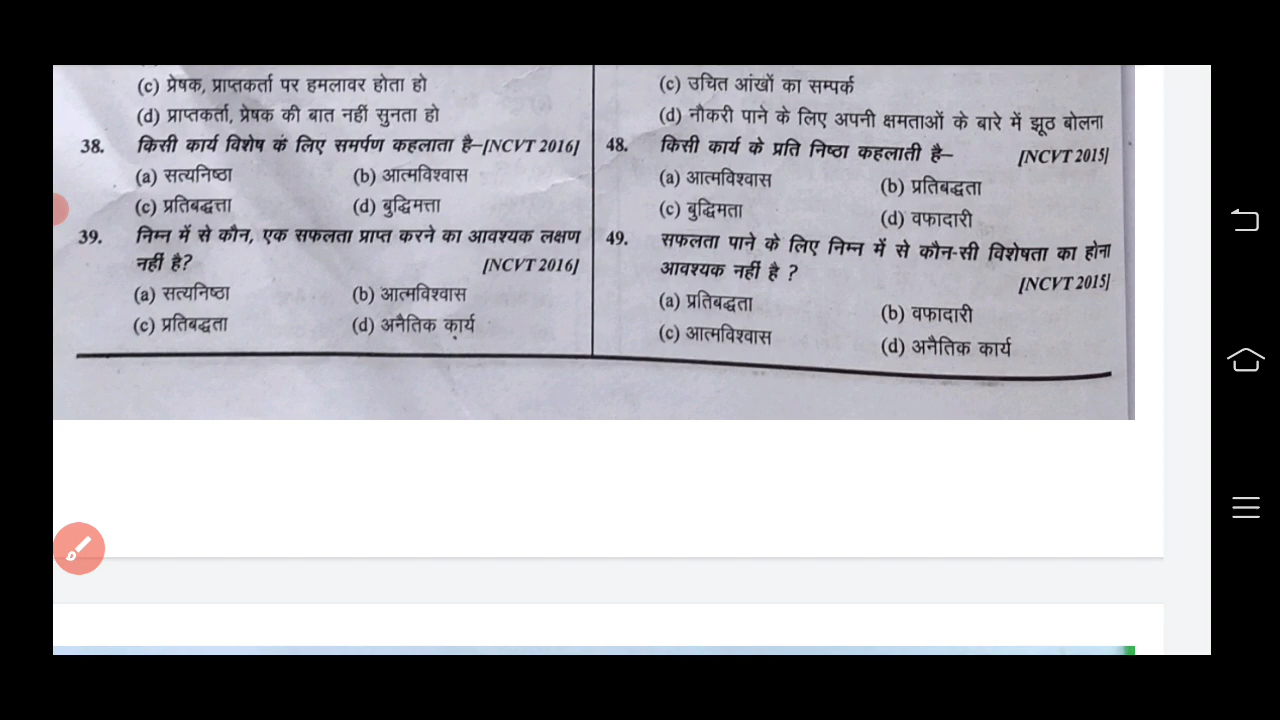 (c) प्रेषक, प्राप्तकर्ता पर हमलावर होता हो
(d) प्राप्तकर्ता, प्रेषक की बात नहीं सुनता हो
38. किसी कार्य विशेष के लिए समर्पण कहलाता है–[NCVT 2016]
(a) सत्यनिष्ठा (b) आत्मविश्वास
(c) प्रतिबद्धत्ता (d) बुद्धिमत्ता
39. निम्न में से कौन, एक सफलता प्राप्त करने का आवश्यक लक्षण
नहीं है? [NCVT 2016]
(a) सत्यनिष्ठा (b) आत्मविश्वास
(c) प्रतिबद्धता (d) अनैतिक कार्य
(c) उचित आंखों का सम्पर्क
(d) नौकरी पाने के लिए अपनी क्षमताओं के बारे में झूठ बोलना
48. किसी कार्य के प्रति निष्ठा कहलाती है– [NCVT 2015]
(a) आत्मविश्वास (b) प्रतिबद्धता
(c) बुद्धिमता (d) वफादारी
49. सफलता पाने के लिए निम्न में से कौन-सी विशेषता का होना
आवश्यक नहीं है ? [NCVT 2015]
(a) प्रतिबद्धता (b) वफादारी
(c) आत्मविश्वास (d) अनैतिक कार्य